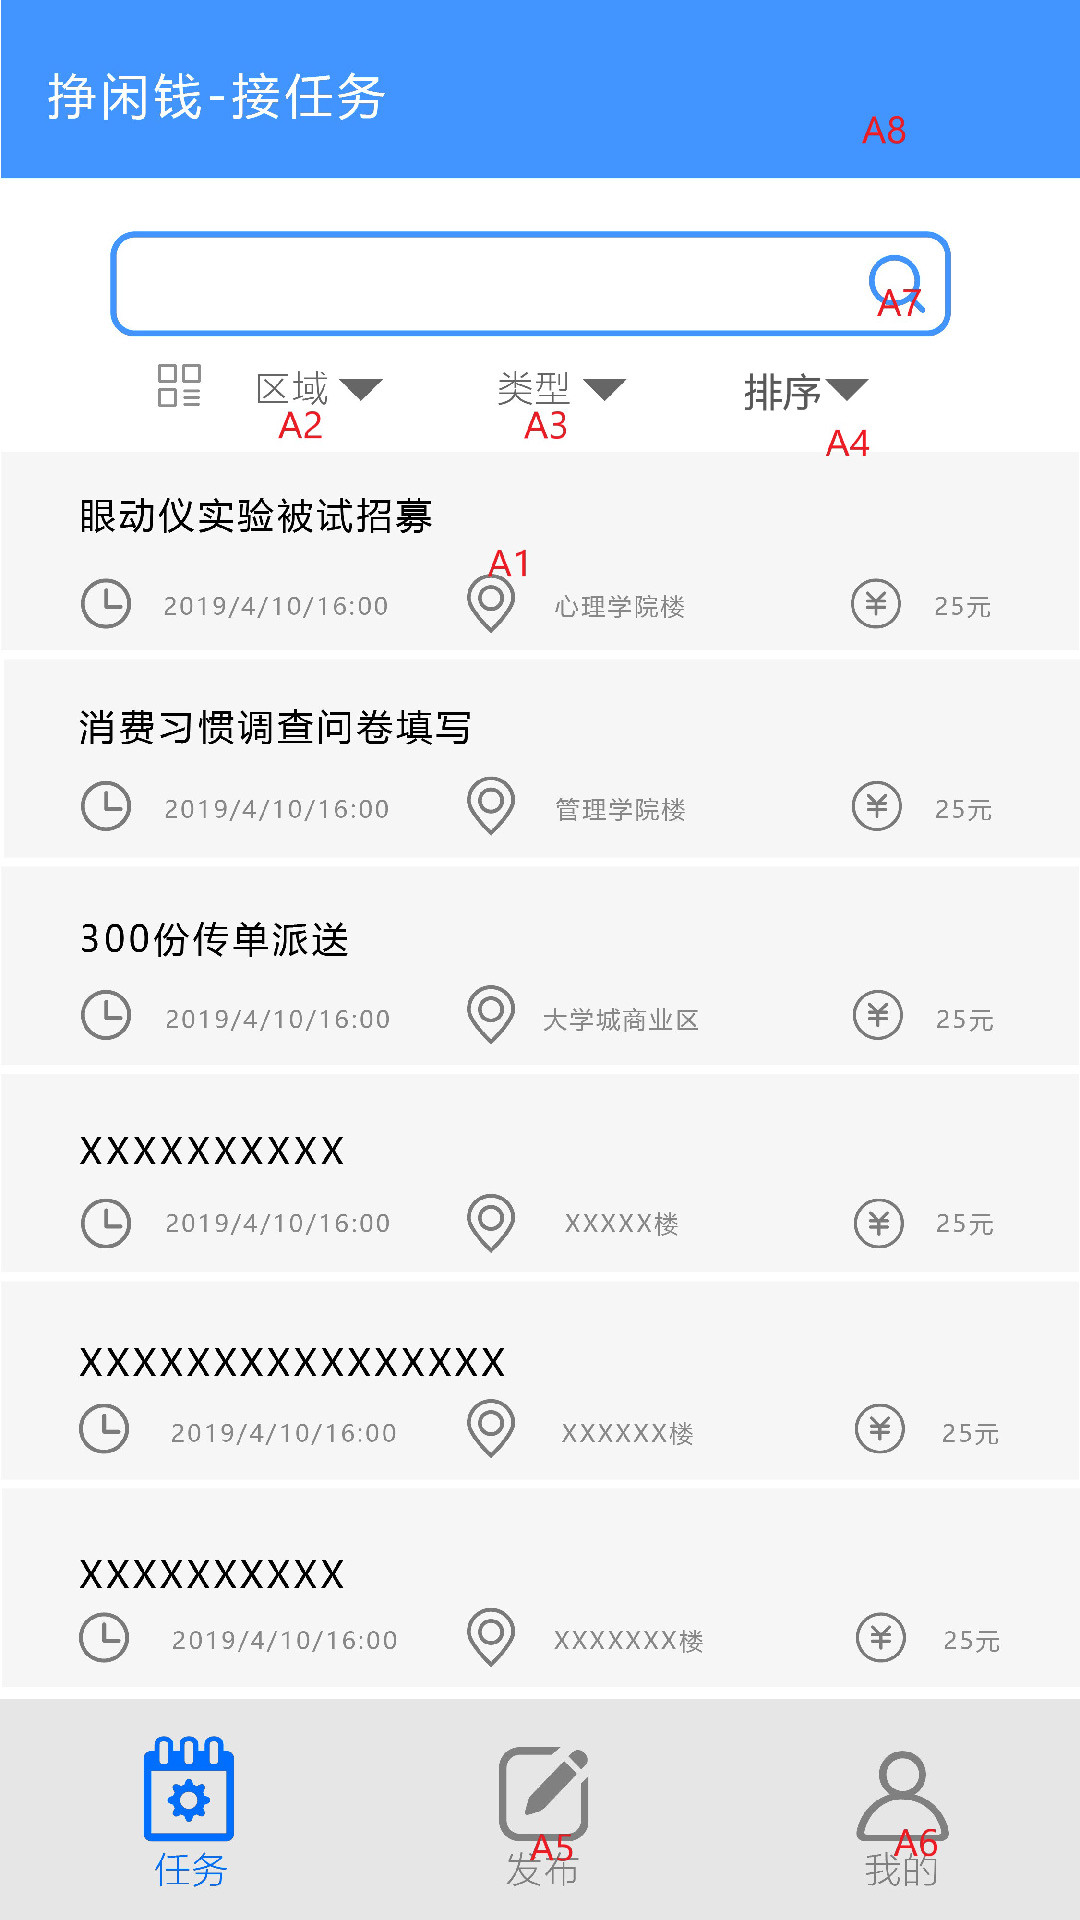 挣闲钱-接任务
A8
A7
区域 类型 排序
A2 A3 A4
眼动仪实验被试招募
A1
2019/4/10/16:00 心理学院楼 25元
消费习惯调查问卷填写
2019/4/10/16:00 管理学院楼 25元
300份传单派送
2019/4/10/16:00 大学城商业区 25元
XXXXXXXXXX
2019/4/10/16:00 XXXXX楼 25元
XXXXXXXXXXXXXXXX
2019/4/10/16:00 XXXXXX楼 25元
XXXXXXXXXX
2019/4/10/16:00 XXXXXXX楼 25元
A5 A6
任务 发布 我的